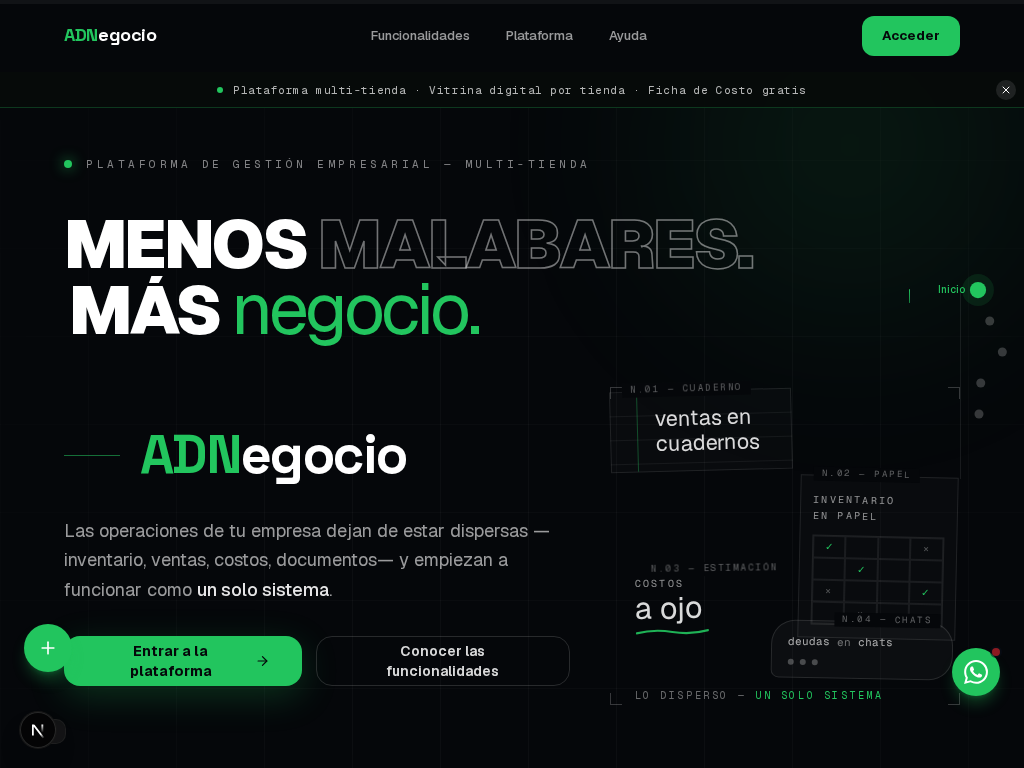 ADNegocio
Funcionalidades
Plataforma
Ayuda
Acceder
Plataforma multi-tienda · Vitrina digital por tienda · Ficha de Costo gratis
PLATAFORMA DE GESTIÓN EMPRESARIAL — MULTI-TIENDA
MENOS MALABARES.
MÁS negocio.
Inicio
N.01 — CUADERNO
ventas en
cuadernos
ADNegocio
N.02 — PAPEL
INVENTARIO
EN PAPEL
Las operaciones de tu empresa dejan de estar dispersas —
inventario, ventas, costos, documentos— y empiezan a
funcionar como un solo sistema.
N.03 — ESTIMACIÓN
COSTOS
a ojo
N.04 — CHATS
deudas en chats
Entrar a la
plataforma
Conocer las
funcionalidades
LO DISPERSO — UN SOLO SISTEMA
N